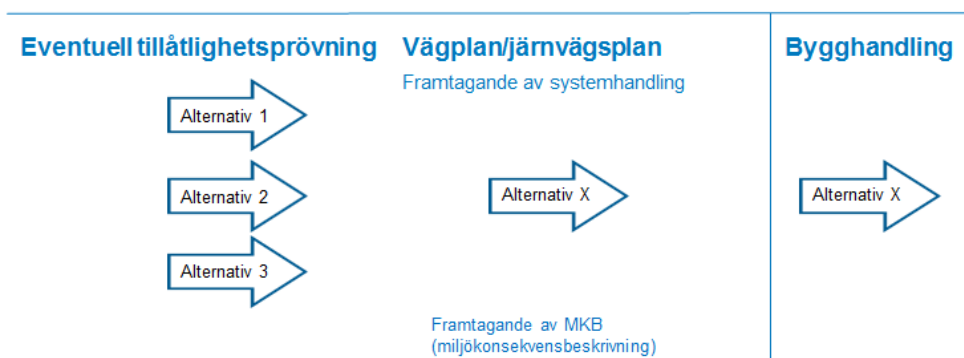 Eventuell tillåtlighetsprövning
Alternativ 1
Alternativ 2
Alternativ 3
Vägplan/järnvägsplan
Framtagande av systemhandling
Alternativ X
Framtagande av MKB
(miljökonsekvensbeskrivning)
Bygghandling
Alternativ X